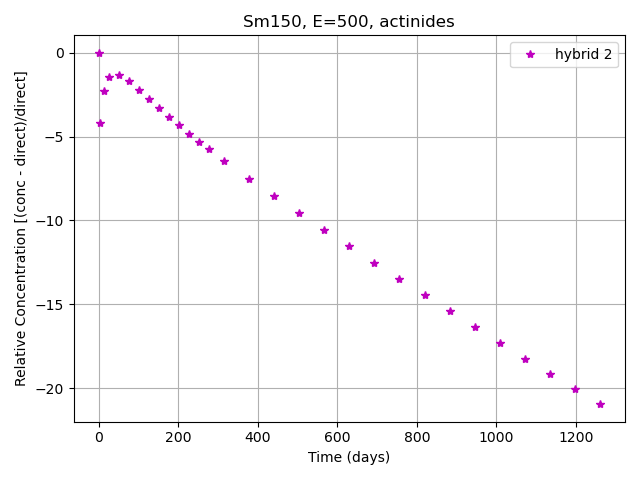 Sm150, E=500, actinides
hybrid 2
Relative Concentration [(conc - direct)/direct]
0
−5
−10
−15
−20
0 200 400 600 800 1000 1200
Time (days)